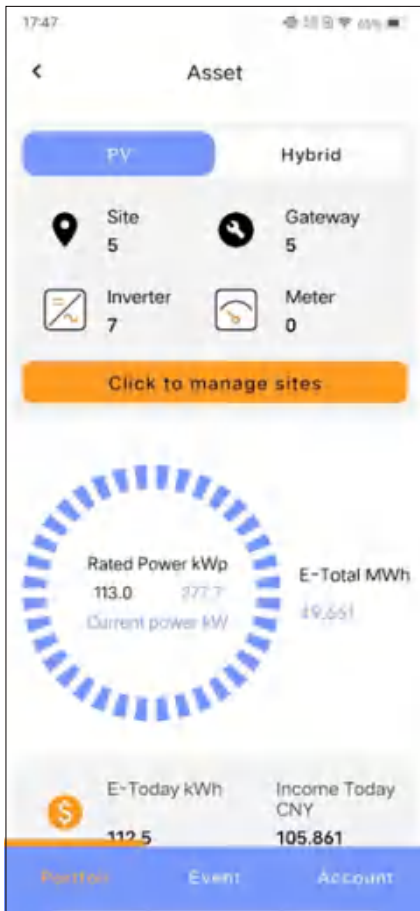 17:47
Asset
PV
Hybrid
Site
5
Gateway
5
Inverter
7
Meter
0
Click to manage sites
Rated Power kWp
113.0
Current power kW
E-Total MWh
E-Today kWh
112.5
Income Today
CNY
105.861
Event
Account